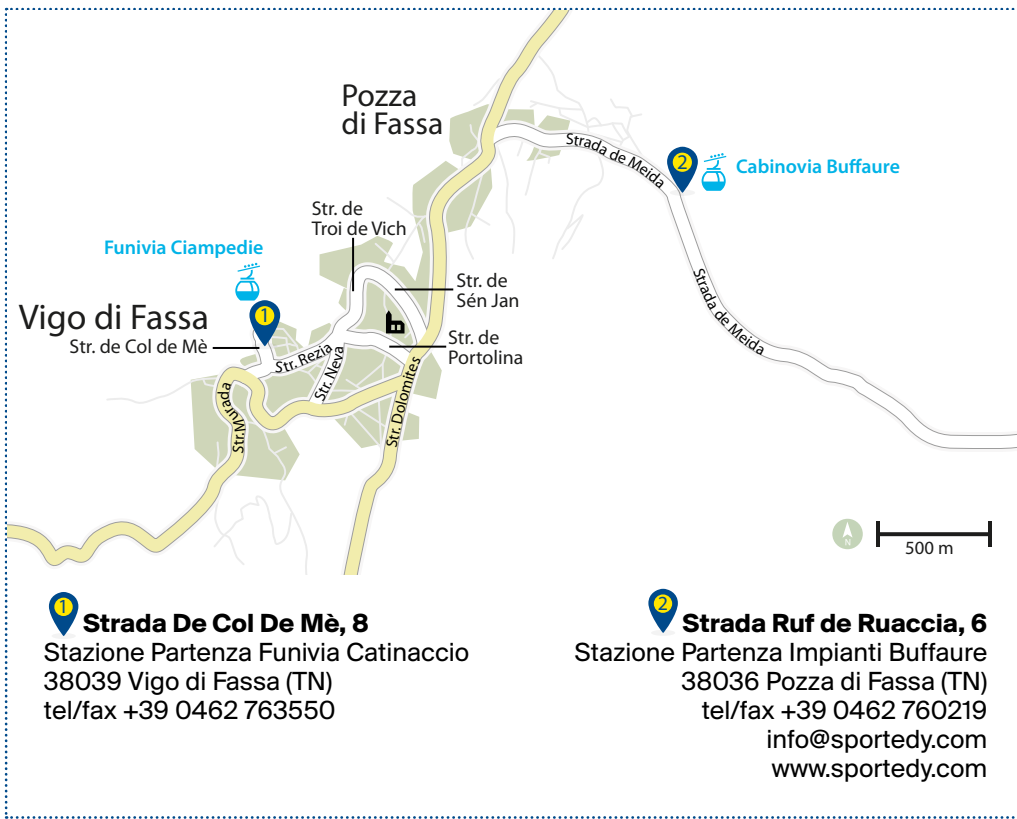 Pozza
di Fassa
Strada de Meida
2
Cabinovia Buffaure
Str. de
Troi de Vich
Funivia Ciampedie
Str. de
Sén Jan
Vigo di Fassa
1
Str. de Col de Mè
Str. Rezia
Str. de
Portolina
Str. Neva
Strada de Meida
Str.Murada
Str. Dolomites
N
500 m
1
Strada De Col De Mè, 8
Stazione Partenza Funivia Catinaccio
38039 Vigo di Fassa (TN)
tel/fax +39 0462 763550
2
Strada Ruf de Ruaccia, 6
Stazione Partenza Impianti Buffaure
38036 Pozza di Fassa (TN)
tel/fax +39 0462 760219
info@sportedy.com
www.sportedy.com